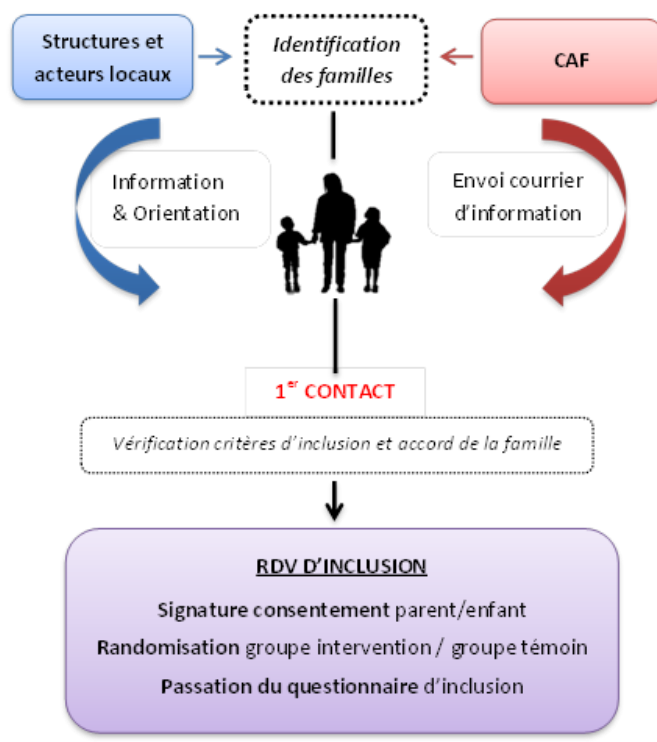 Structures et
acteurs locaux
Identification
des familles
CAF
Information
& Orientation
Envoi courrier
d'information
1er CONTACT
Vérification critères d'inclusion et accord de la famille
RDV D'INCLUSION
Signature consentement parent/enfant
Randomisation groupe intervention / groupe témoin
Passation du questionnaire d'inclusion